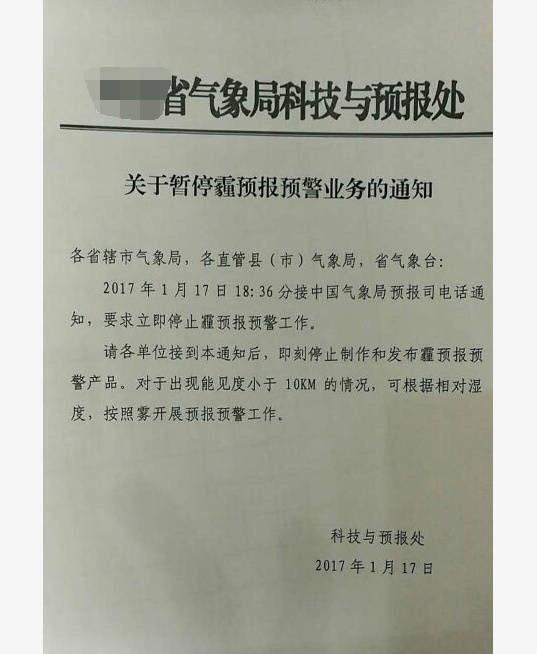 省气象局科技与预报处
关于暂停霾预报预警业务的通知
各省辖市气象局，各直管县（市）气象局，省气象台：
2017 年 1 月 17 日 18:36 分接中国气象局预报司电话通
知，要求立即停止霾预报预警工作。
请各单位接到本通知后，即刻停止制作和发布霾预报预
警产品。对于出现能见度小于 10KM 的情况，可根据相对湿
度，按照雾开展预报预警工作。
科技与预报处
2017 年 1 月 17 日